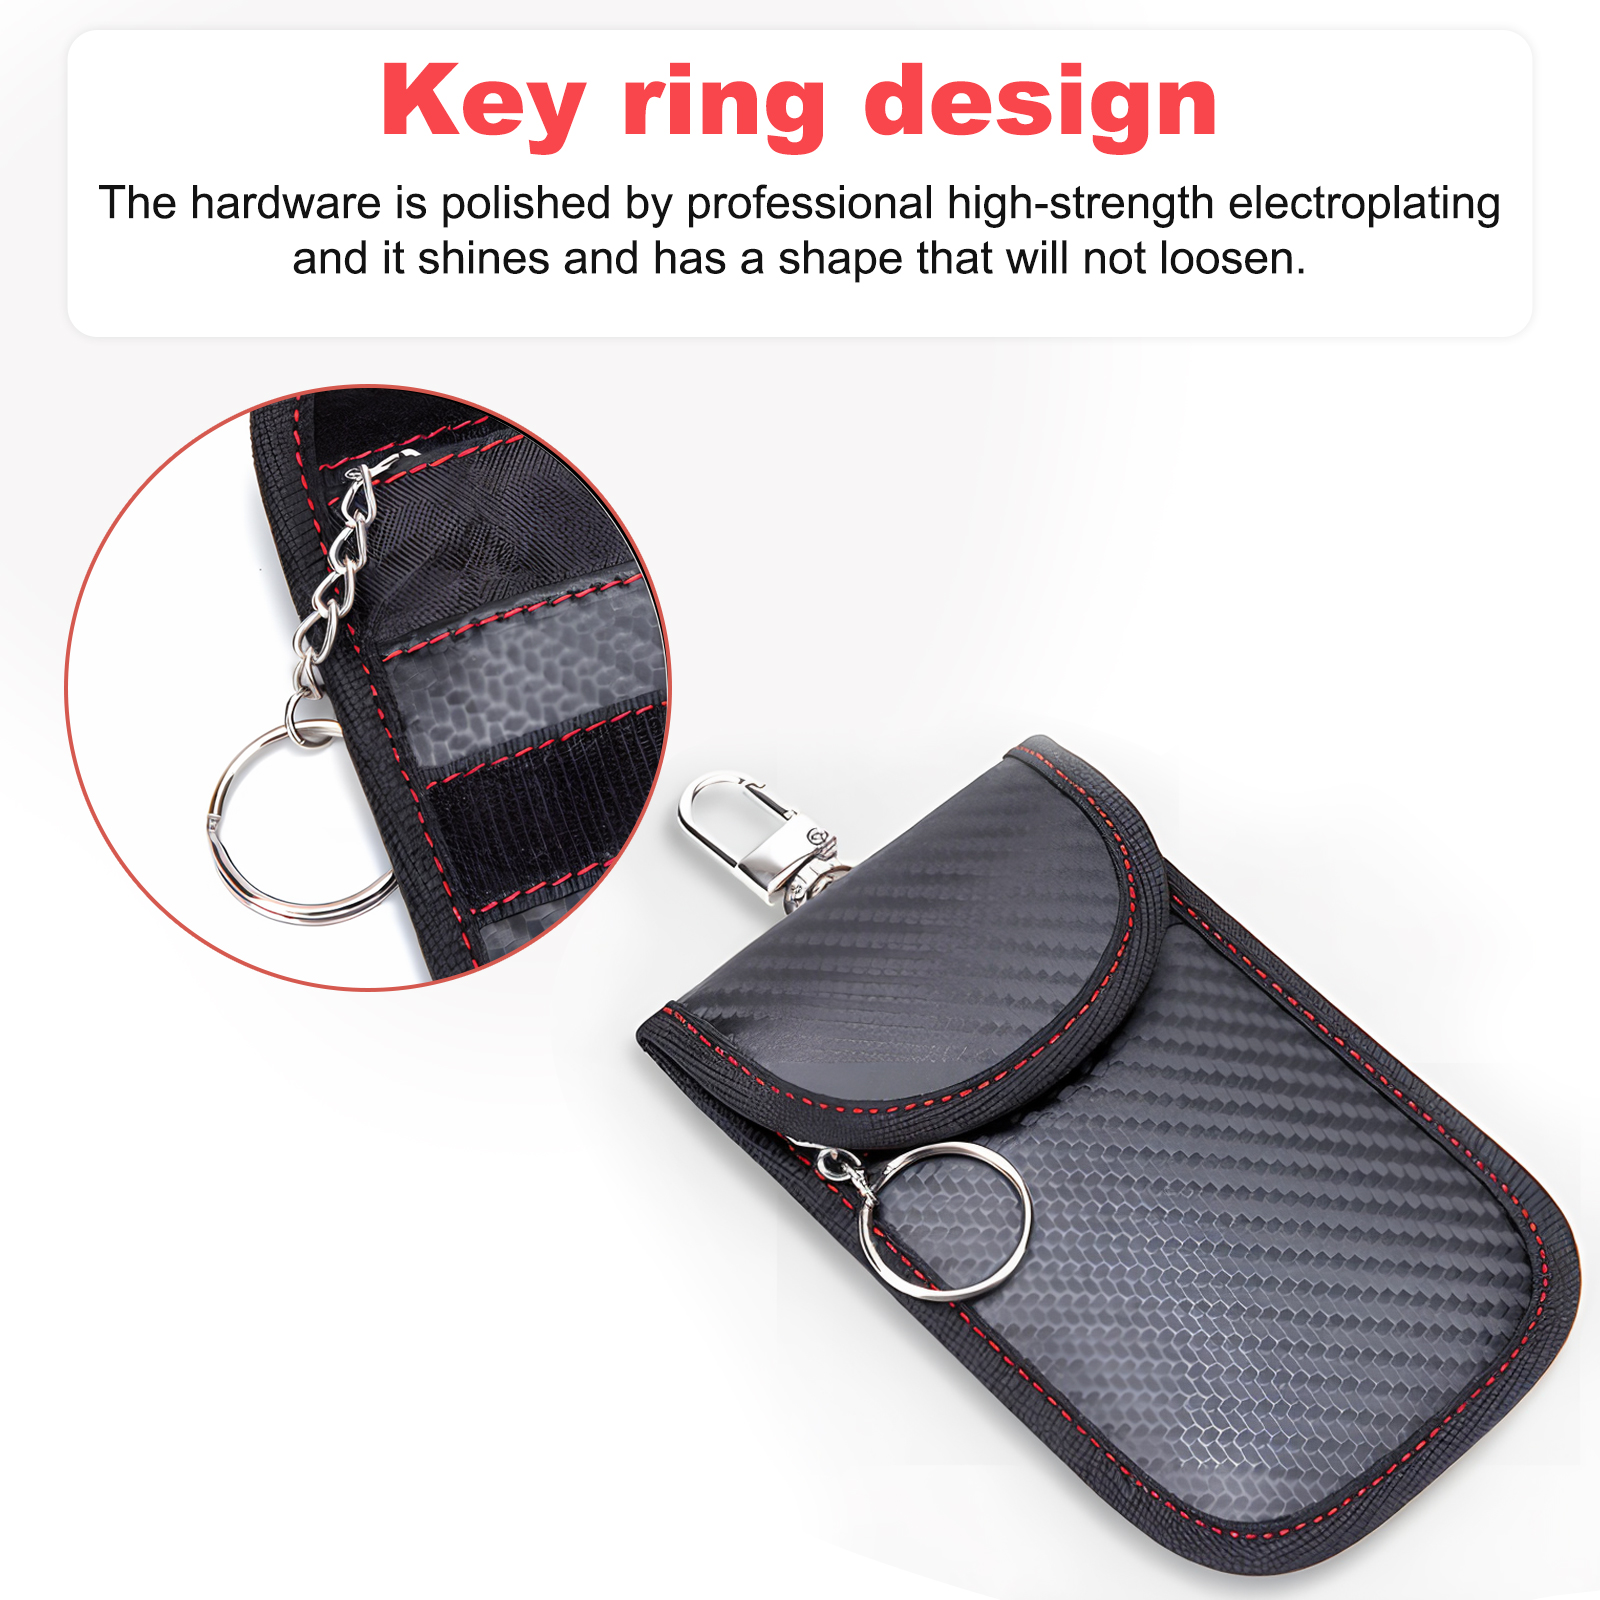 Key ring design
The hardware is polished by professional high-strength electroplating
and it shines and has a shape that will not loosen.